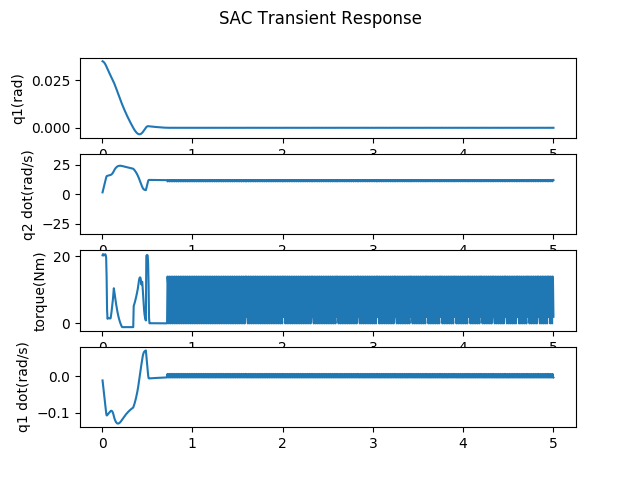 SAC Transient Response
q1(rad)
0.025
0.000
0 1 2 3 4 5
q2 dot(rad/s)
25
0
−25
0 1 2 3 4 5
torque(Nm)
20
0
0 1 2 3 4 5
q1 dot(rad/s)
0.0
−0.1
0 1 2 3 4 5